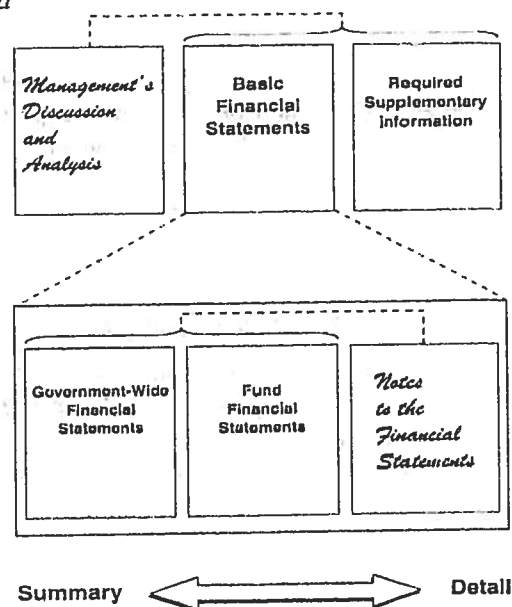 Management's
Discussion
and
Analysis
Basic
Financial
Statements
Required
Supplementary
Information
Government-Wide
Financial
Statements
Fund
Financial
Statements
Notes
to the
Financial
Statements
Summary
Detail